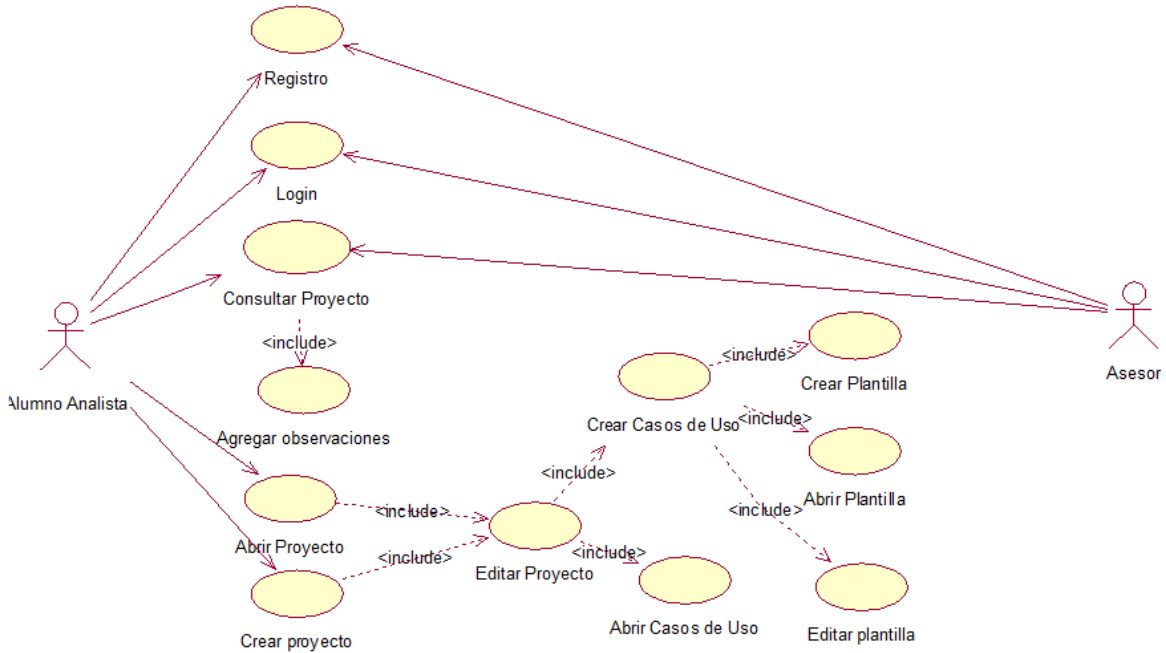 Registro
Login
Consultar Proyecto
<include>
Agregar observaciones
Alumno Analista
Asesor
<include>
Crear Plantilla
Crear Casos de Uso
<include>
Abrir Plantilla
<include>
<include>
Abrir Proyecto
<include>
<include>
Editar Proyecto
<include>
Abrir Casos de Uso
Editar plantilla
Crear proyecto